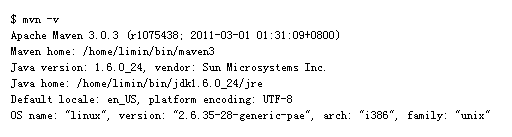 $ mvn -v
Apache Maven 3.0.3 (r1075438; 2011-03-01 01:31:09+0800)
Maven home: /home/limin/bin/maven3
Java version: 1.6.0_24, vendor: Sun Microsystems Inc.
Java home: /home/limin/bin/jdk1.6.0_24/jre
Default locale: en_US, platform encoding: UTF-8
OS name: "linux", version: "2.6.35-28-generic-pae", arch: "i386", family: "unix"